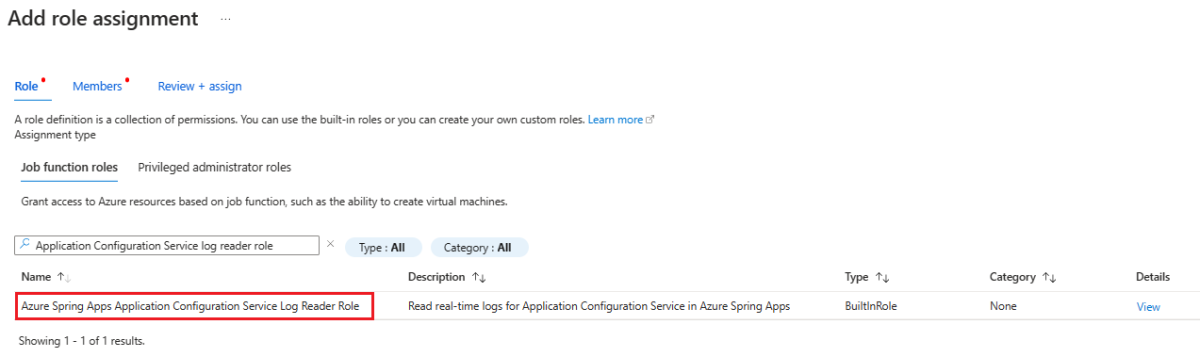 Add role assignment ...
Role Members Review + assign
A role definition is a collection of permissions. You can use the built-in roles or you can create your own custom roles. Learn more
Assignment type
Job function roles Privileged administrator roles
Grant access to Azure resources based on job function, such as the ability to create virtual machines.
Application Configuration Service log reader role × Type : All Category : All
Name ↑↓ Description ↑↓ Type ↑↓ Category ↑↓ Details
Azure Spring Apps Application Configuration Service Log Reader Role Read real-time logs for Application Configuration Service in Azure Spring Apps BuiltInRole None View
Showing 1 - 1 of 1 results.